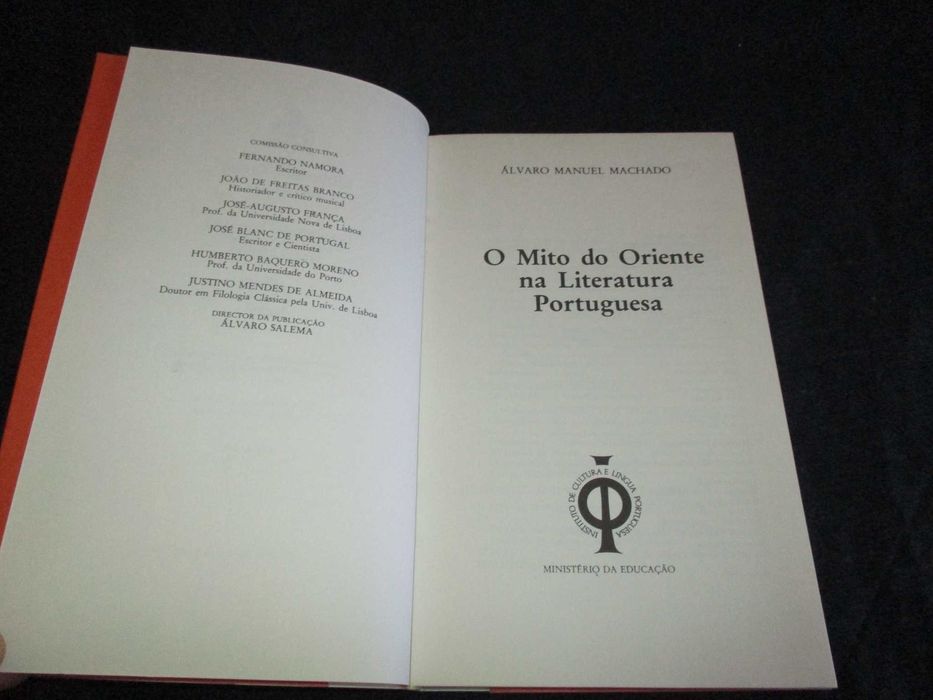 COMISSÃO CONSULTIVA
FERNANDO NAMORA
Escritor
JOÃO DE FREITAS BRANCO
Historiador e crítico musical
JOSÉ-AUGUSTO FRANÇA
Prof. da Universidade Nova de Lisboa
JOSÉ BLANC DE PORTUGAL
Escritor e Cientista
HUMBERTO BAQUERO MORENO
Prof. da Universidade do Porto
JUSTINO MENDES DE ALMEIDA
Doutor em Filologia Clássica pela Univ. de Lisboa
DIRECTOR DA PUBLICAÇÃO
ÁLVARO SALEMA
ÁLVARO MANUEL MACHADO
O Mito do Oriente
na Literatura
Portuguesa
INSTITUTO DE CULTURA E LÍNGUA PORTUGUESA
MINISTÉRIO DA EDUCAÇÃO